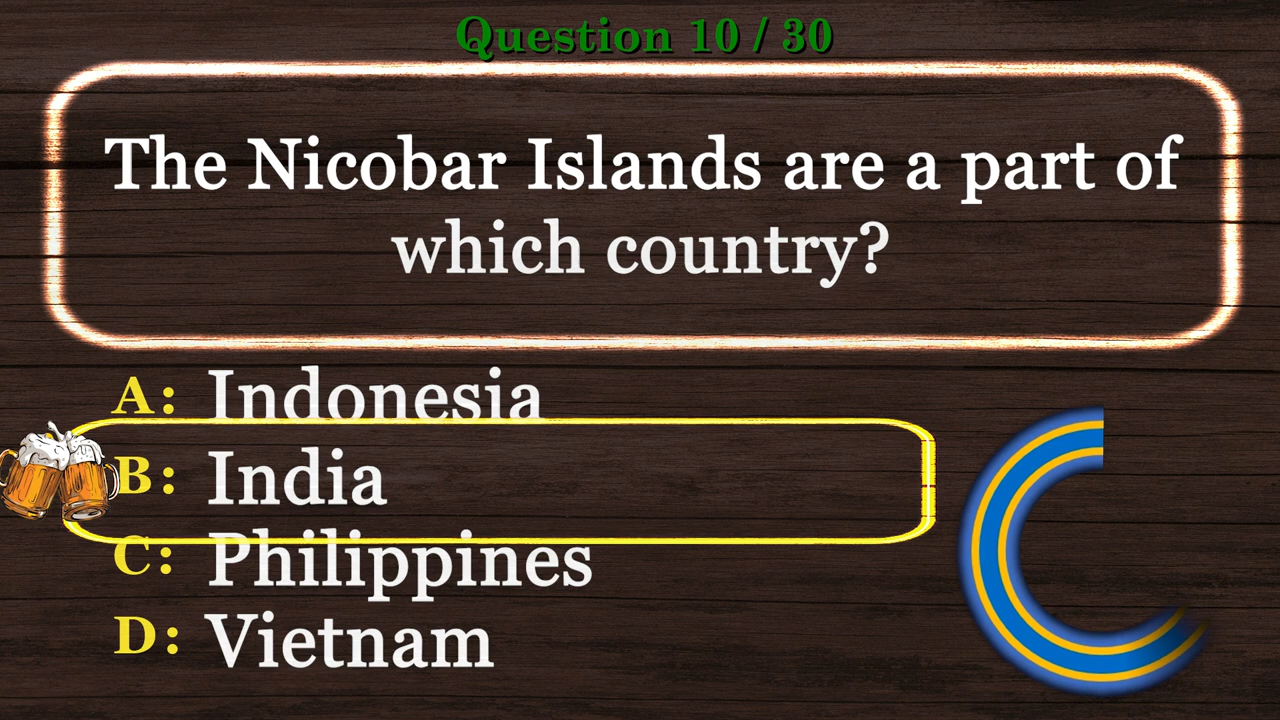 Question 10 / 30
The Nicobar Islands are a part of
which country?
A: Indonesia
B: India
C: Philippines
D: Vietnam